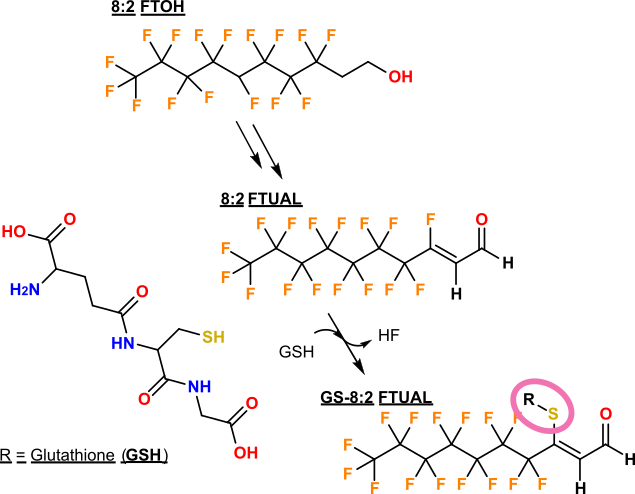 8:2 FTOH
F F F F F F F F
F
OH
F
F F F F F F
8:2 FTUAL
F F F F F F F O
F
F H
F F F F F F F H
HO O
H2N
O
SH
HN
O NH
O
OH
GSH HF
GS-8:2 FTUAL
R
S
F F F F F F O
F
F H
F F F F F F F H
R = Glutathione (GSH)